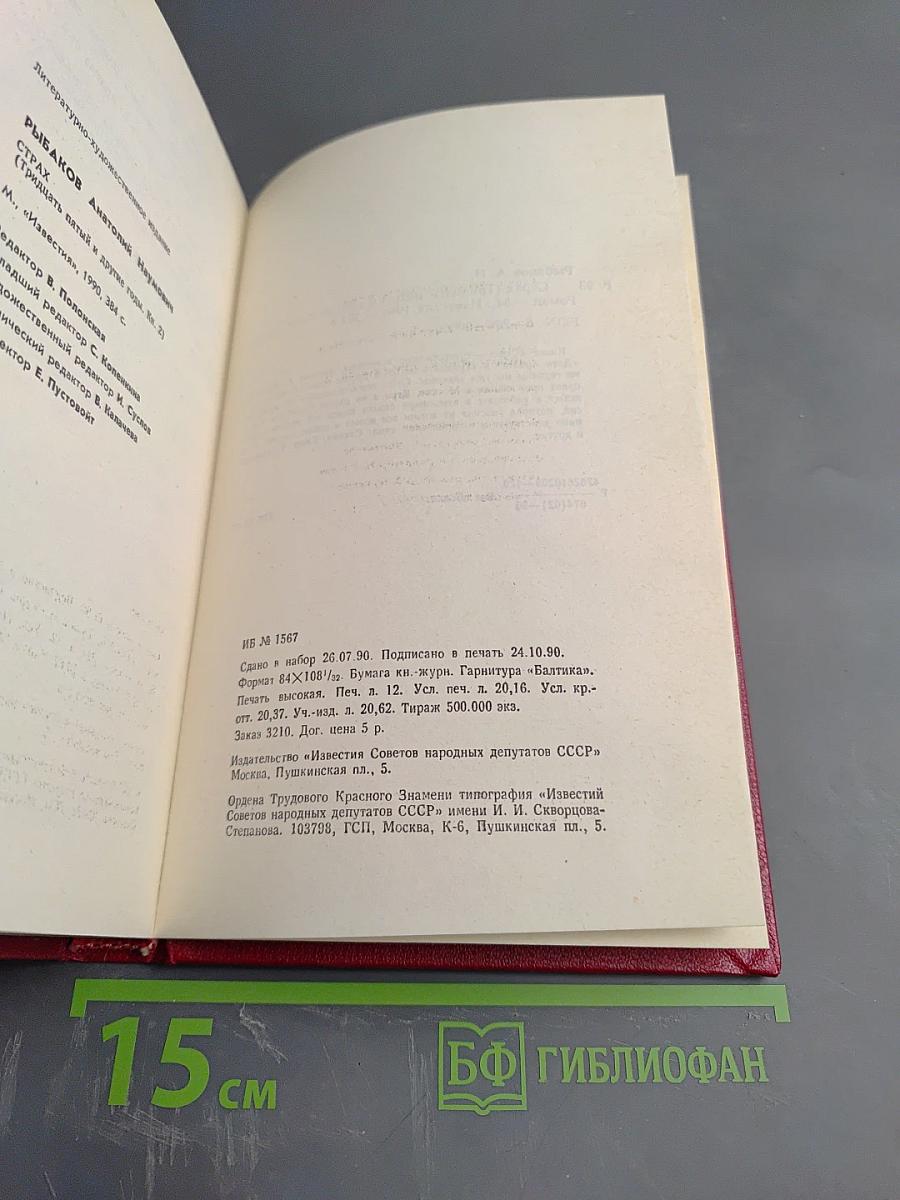 Литературно-художественное издание
РЫБАКОВ Анатолий Наумович
СТРАХ
(Тридцать пятый и другие годы. Кн. 2)
М., «Известия», 1990, 384 с.
Редактор В. Полонская
младший редактор С. Копенкина
художественный редактор И. Суслов
редактор В. Калачева
Е. Пустовойт
ИБ № 1567
Сдано в набор 26.07.90. Подписано в печать 24.10.90.
Формат 84×108¹/₃₂. Бумага кн.-журн. Гарнитура «Балтика».
Печать высокая. Печ. л. 12. Усл. печ. л. 20,16. Усл. кр.-
отт. 20,37. Уч.-изд. л. 20,62. Тираж 500.000 экз.
Заказ 3210. Дог. цена 5 р.
Издательство «Известия Советов народных депутатов СССР»
Москва, Пушкинская пл., 5.
Ордена Трудового Красного Знамени типография «Известий
Советов народных депутатов СССР» имени И. И. Скворцова-
Степанова. 103798, ГСП, Москва, К-6, Пушкинская пл., 5.
15 см
БФ ГИБЛИОФАН